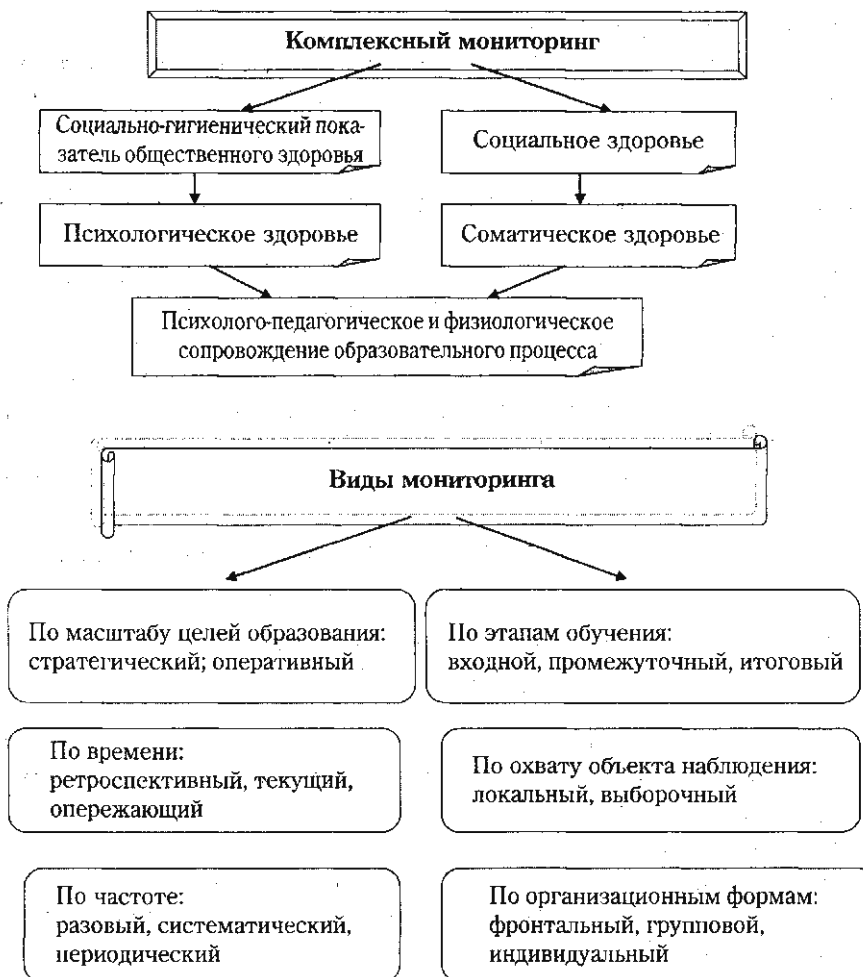 Комплексный мониторинг
Социально-гигиенический пока-
затель общественного здоровья
Социальное здоровье
Психологическое здоровье
Соматическое здоровье
Психолого-педагогическое и физиологическое
сопровождение образовательного процесса
Виды мониторинга
По масштабу целей образования:
стратегический; оперативный
По этапам обучения:
входной, промежуточный, итоговый
По времени:
ретроспективный, текущий,
опережающий
По охвату объекта наблюдения:
локальный, выборочный
По частоте:
разовый, систематический,
периодический
По организационным формам:
фронтальный, групповой,
индивидуальный